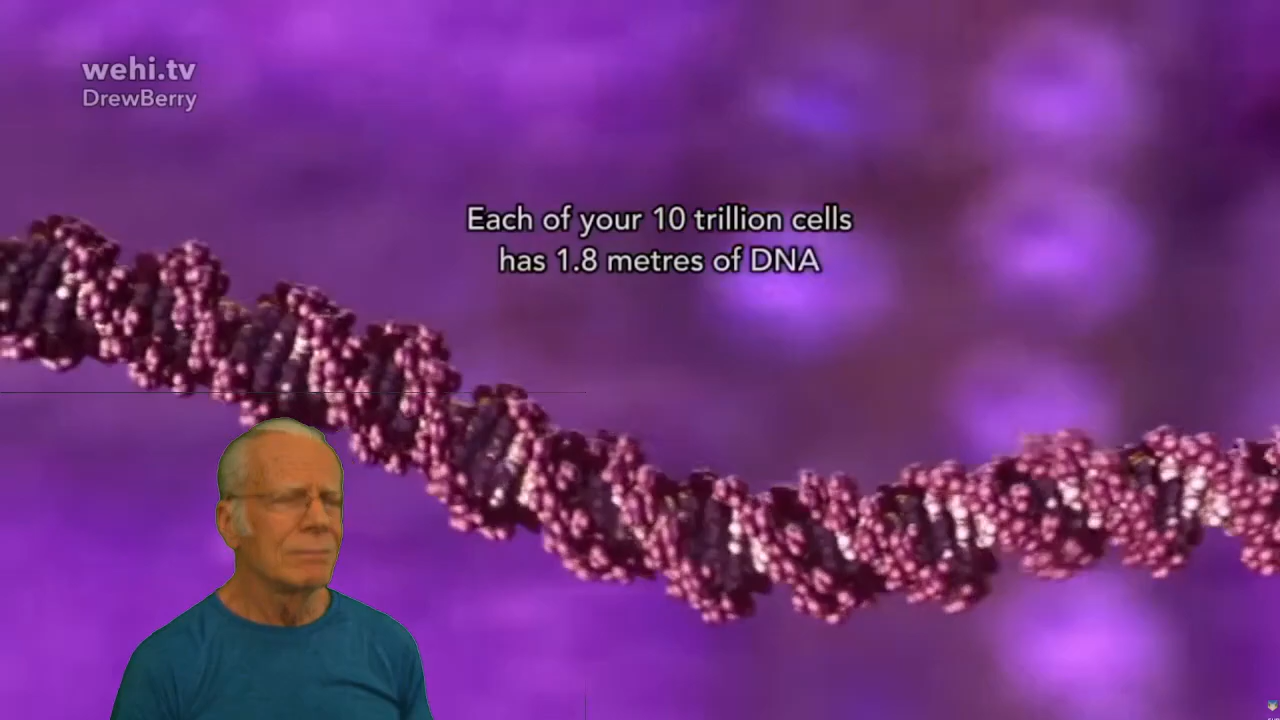 wehi.tv
DrewBerry
Each of your 10 trillion cells
has 1.8 metres of DNA